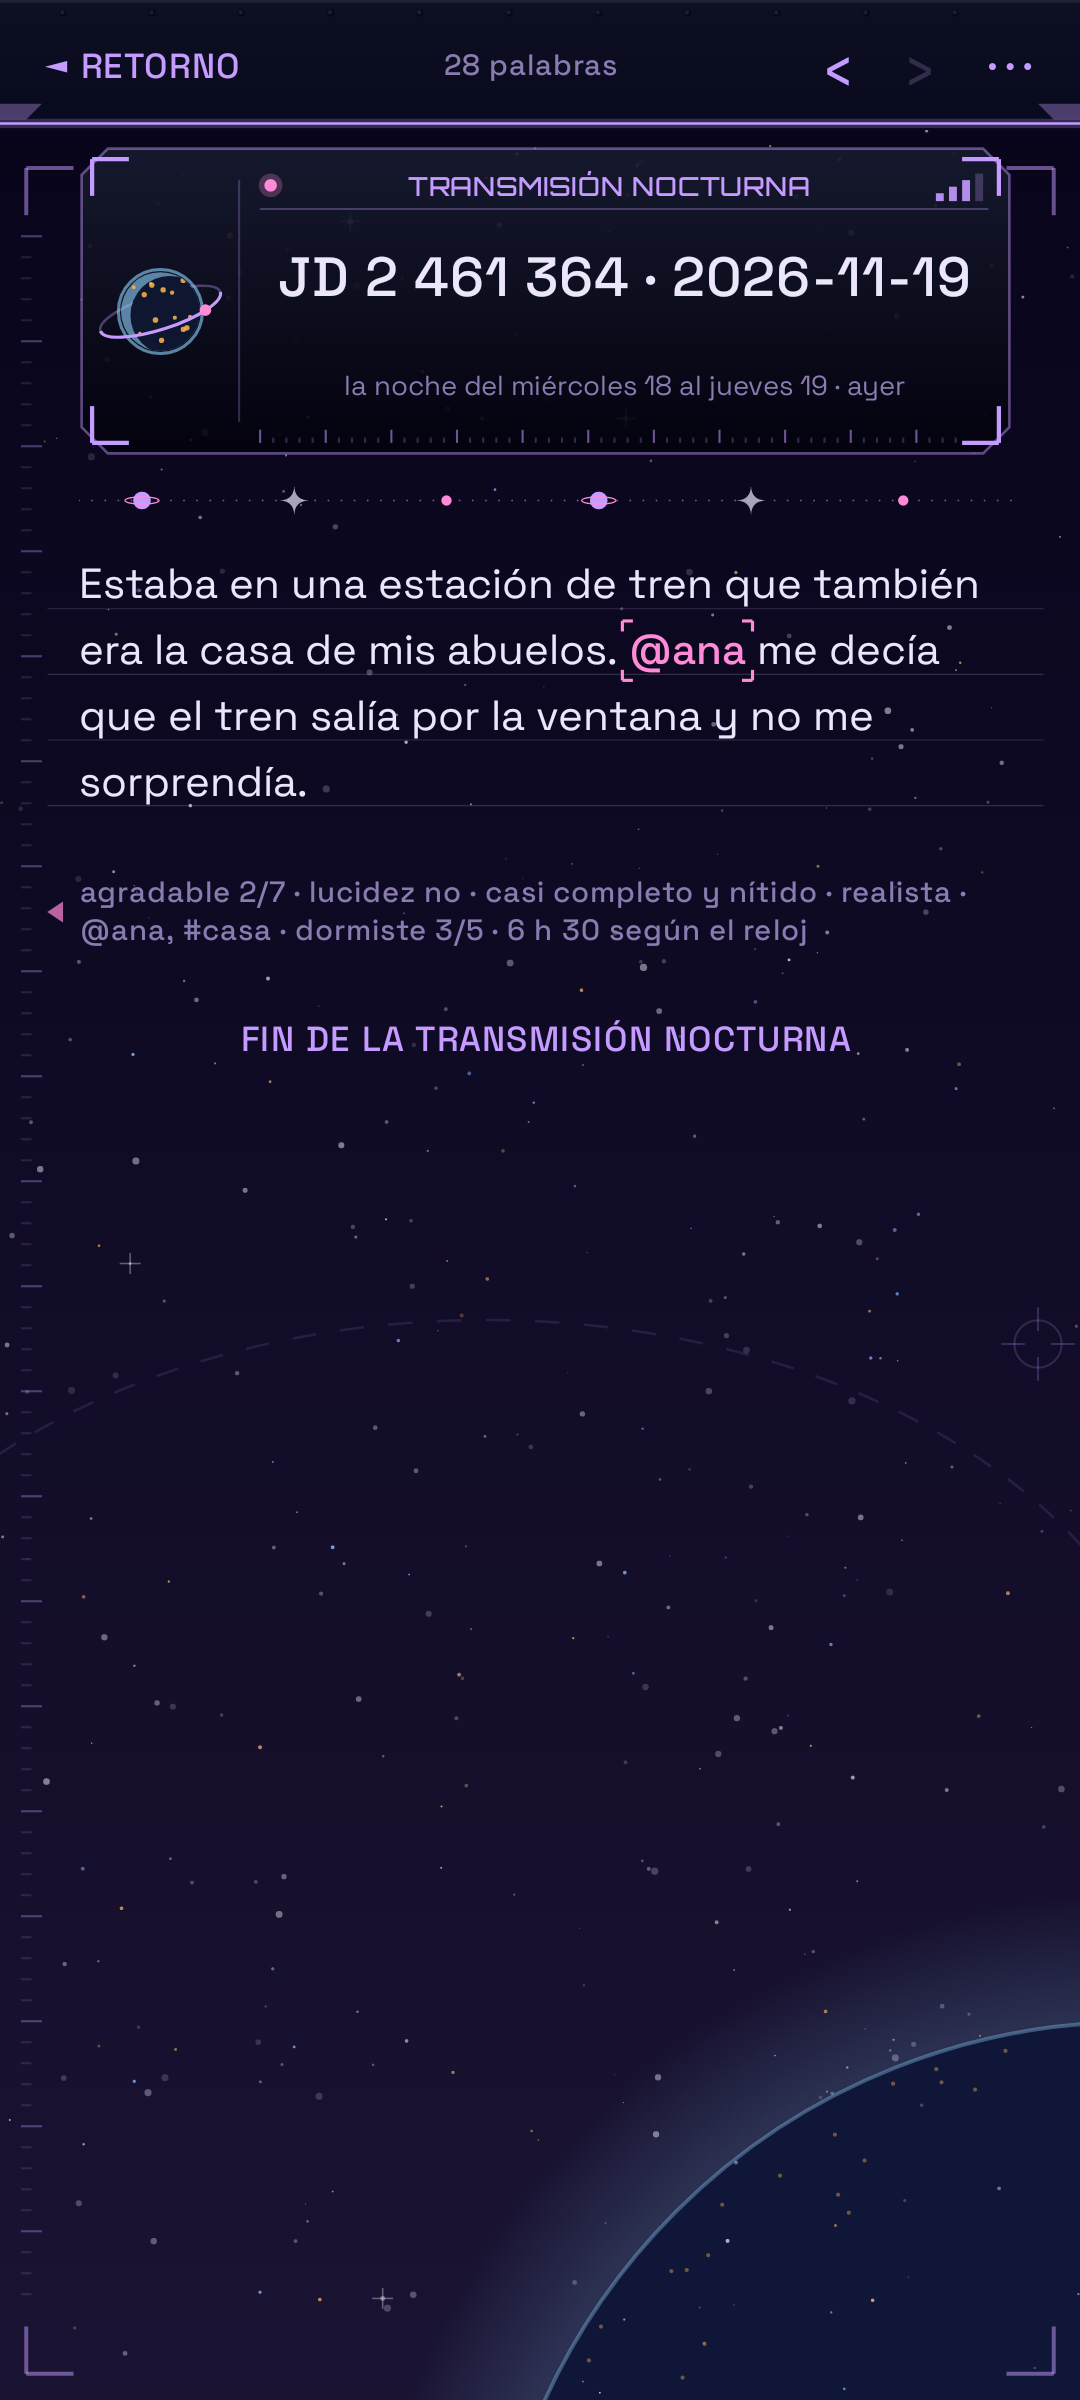 ◄ RETORNO
28 palabras
< > ···
TRANSMISIÓN NOCTURNA
JD 2 461 364 · 2026-11-19
la noche del miércoles 18 al jueves 19 · ayer
Estaba en una estación de tren que también
era la casa de mis abuelos. @ana me decía
que el tren salía por la ventana y no me
sorprendía.
agradable 2/7 · lucidez no · casi completo y nítido · realista ·
@ana, #casa · dormiste 3/5 · 6 h 30 según el reloj ·
FIN DE LA TRANSMISIÓN NOCTURNA